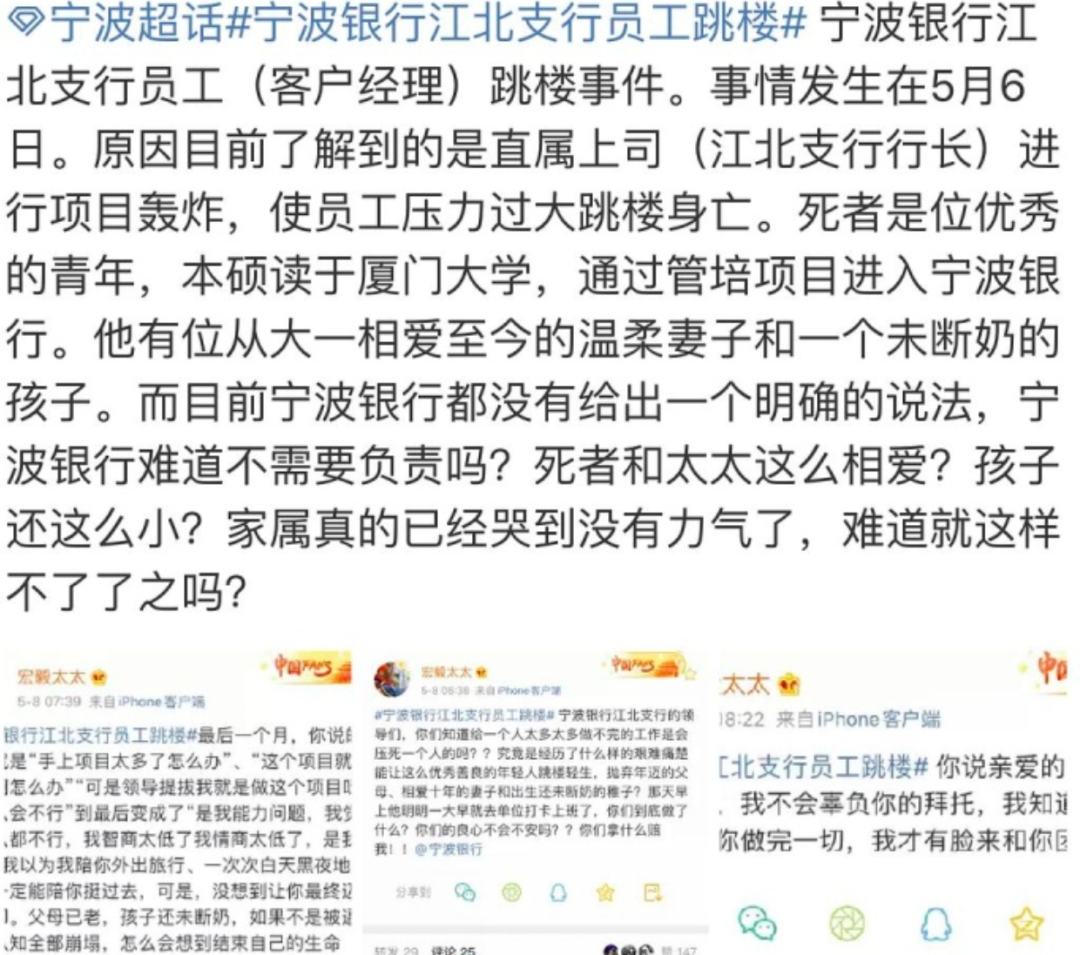 宁波超话#宁波银行江北支行员工跳楼# 宁波银行江
北支行员工（客户经理）跳楼事件。事情发生在5月6
日。原因目前了解到的是直属上司（江北支行行长）进
行项目轰炸，使员工压力过大跳楼身亡。死者是位优秀
的青年，本硕读于厦门大学，通过管培项目进入宁波银
行。他有位从大一相爱至今的温柔妻子和一个未断奶的
孩子。而目前宁波银行都没有给出一个明确的说法，宁
波银行难道不需要负责吗？死者和太太这么相爱？孩子
还这么小？家属真的已经哭到没有力气了，难道就这样
不了了之吗？
宏毅太太
中国FANS
5-8 07:39 来自iPhone客户端
银行江北支行员工跳楼#最后一个月，你说的
是“手上项目太多了怎么办”、“这个项目就
怎么办”“可是领导提拔我就是做这个项目
会不行”到最后变成了“是我能力问题，我
都不行，我智商太低了我情商太低了，是我
我以为我陪你外出旅行、一次次白天黑夜地
定能陪你挺过去，可是，没想到让你最终
。父母已老，孩子还未断奶，如果不是被逼
知全部崩塌，怎么会想到结束自己的生命
宏毅太太
中国FANS
5-8 06:38 来自iPhone客户端
#宁波银行江北支行员工跳楼# 宁波银行江北支行的领
导们，你们知道给一个人太多太多做不完的工作是会
压死一个人的吗？？究竟是经历了什么样的艰难痛楚
能让这么优秀善良的年轻人跳楼轻生，抛弃年迈的父
母、相爱十年的妻子和出生还未断奶的稚子？那天早
上他明明一大早就去单位打卡上班了，你们到底做了
什么？你们的良心不会不安吗？？你们拿什么赔
我！！@宁波银行
分享到
转发 29 评论 25
赞 147
太太
中
18:22 来自iPhone客户端
江北支行员工跳楼# 你说亲爱的
，我不会辜负你的拜托，我知道
你做完一切，我才有脸来和你